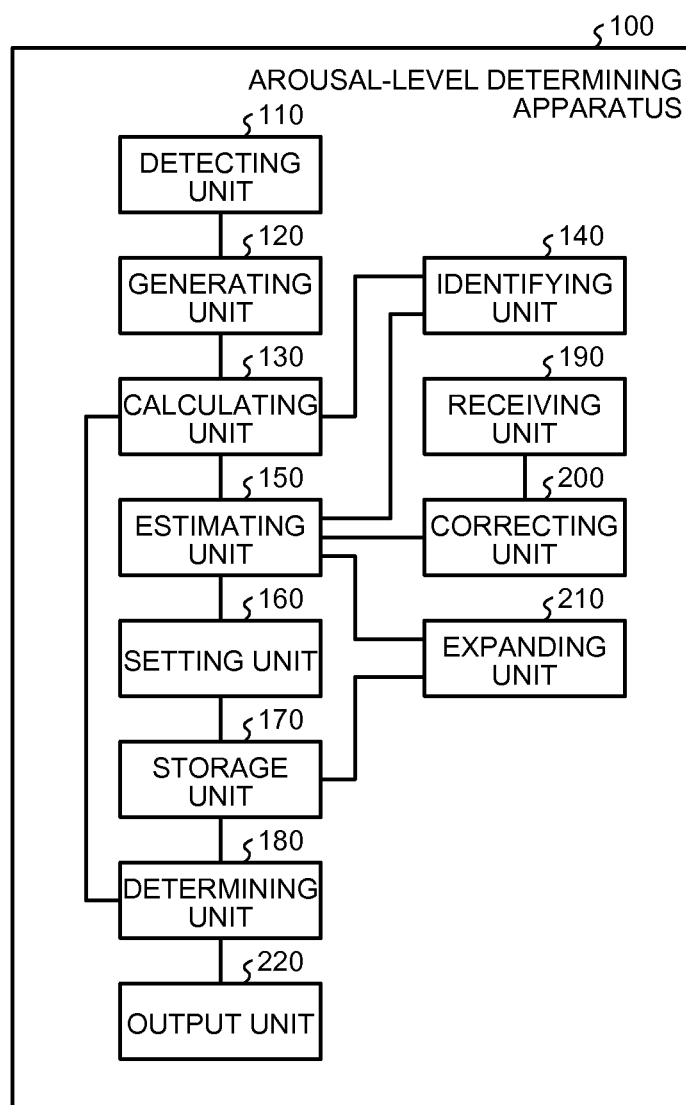 100
AROUSAL-LEVEL DETERMINING
APPARATUS
110
DETECTING
UNIT
120
GENERATING
UNIT
140
IDENTIFYING
UNIT
130
CALCULATING
UNIT
190
RECEIVING
UNIT
150
ESTIMATING
UNIT
200
CORRECTING
UNIT
160
SETTING UNIT
210
EXPANDING
UNIT
170
STORAGE
UNIT
180
DETERMINING
UNIT
220
OUTPUT UNIT